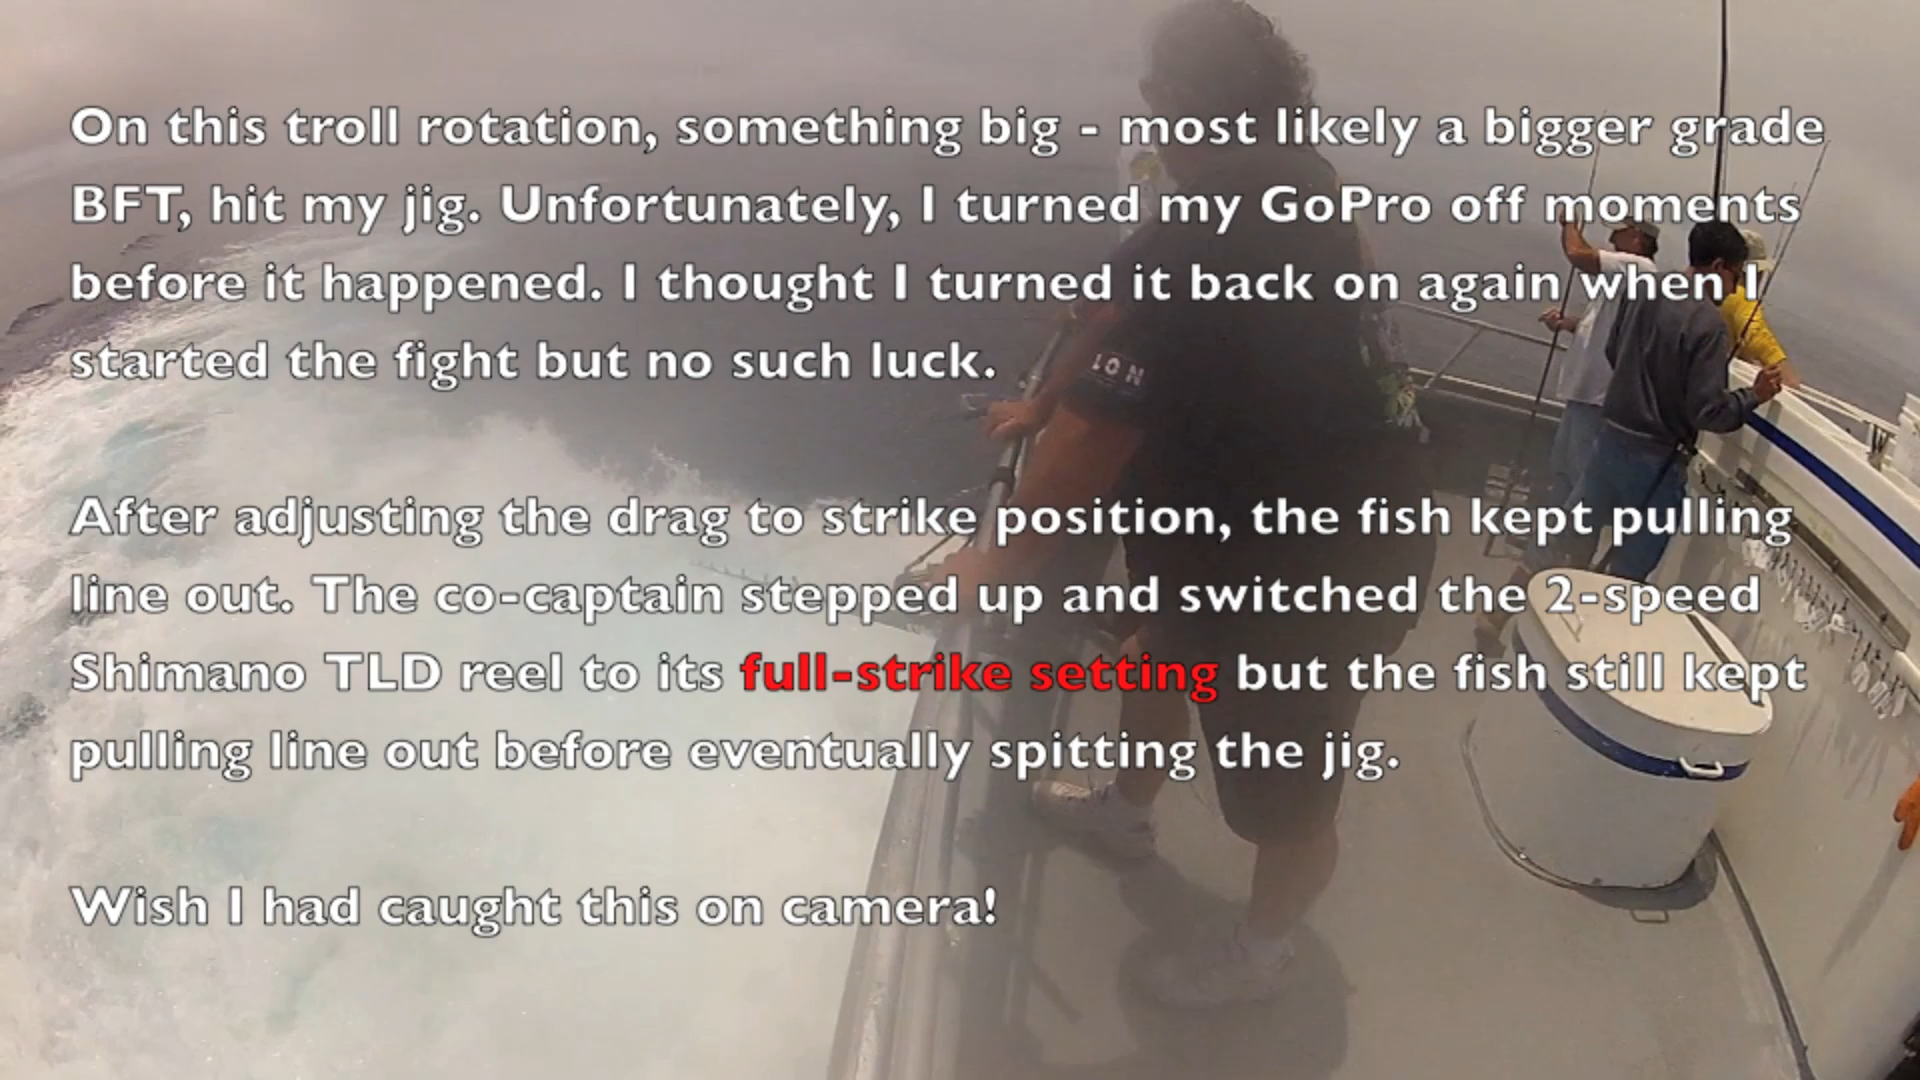 On this troll rotation, something big - most likely a bigger grade
BFT, hit my jig. Unfortunately, I turned my GoPro off moments
before it happened. I thought I turned it back on again when I
started the fight but no such luck.
After adjusting the drag to strike position, the fish kept pulling
line out. The co-captain stepped up and switched the 2-speed
Shimano TLD reel to its full-strike setting but the fish still kept
pulling line out before eventually spitting the jig.
Wish I had caught this on camera!
ION